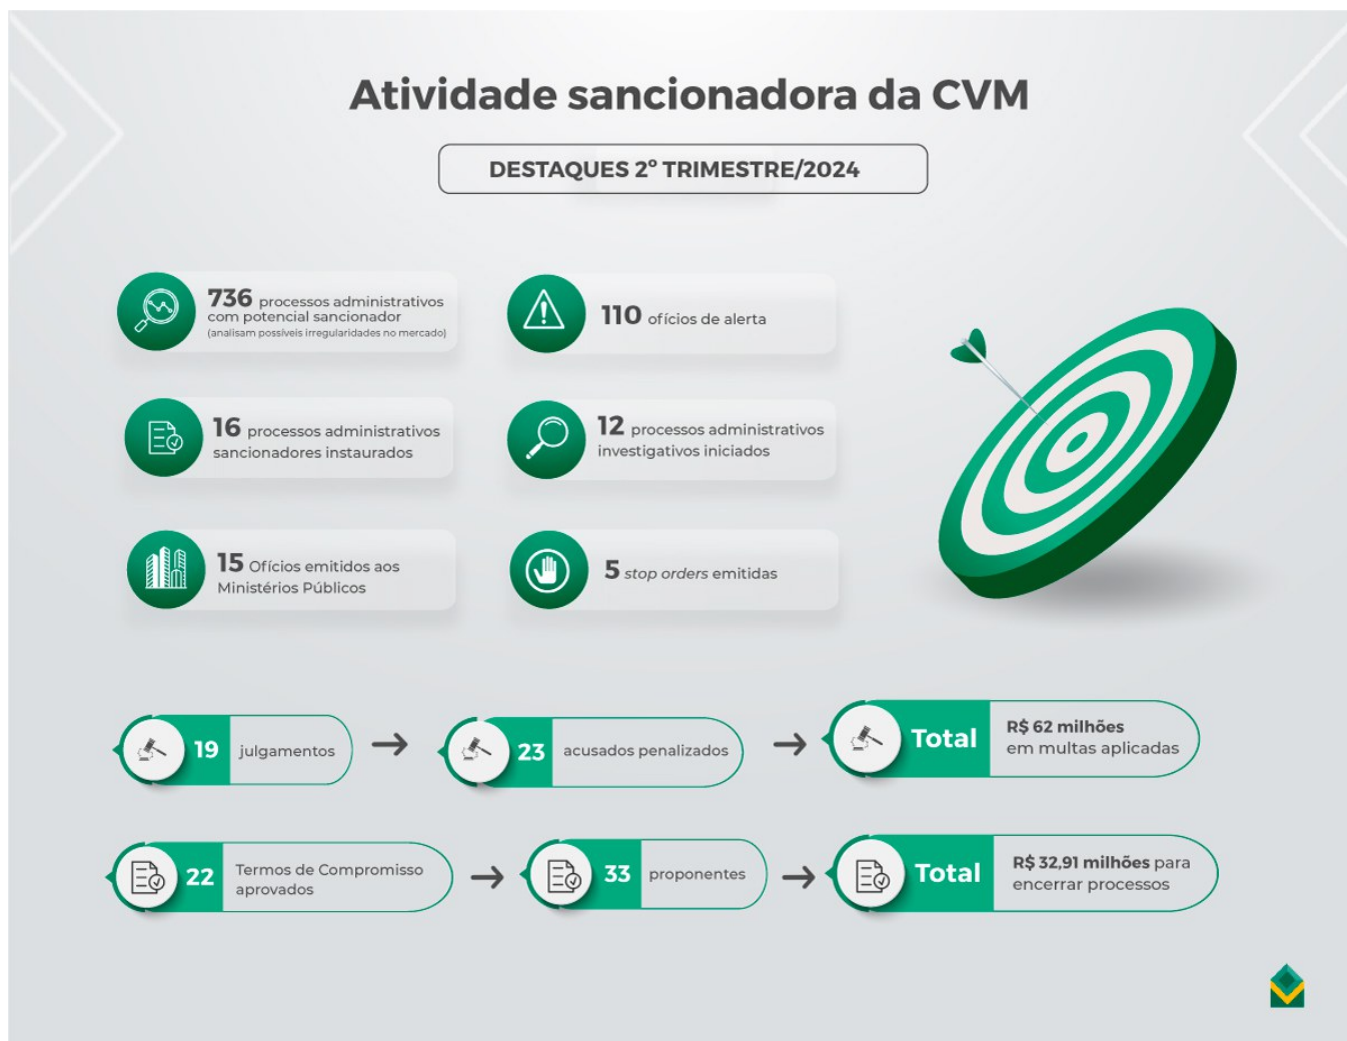 Atividade sancionadora da CVM
DESTAQUES 2º TRIMESTRE/2024
736 processos administrativos
com potencial sancionador
(analisam possíveis irregularidades no mercado)
110 ofícios de alerta
16 processos administrativos
sancionadores instaurados
12 processos administrativos
investigativos iniciados
15 Ofícios emitidos aos
Ministérios Públicos
5 stop orders emitidas
19 julgamentos
23 acusados penalizados
Total
R$ 62 milhões
em multas aplicadas
22
Termos de Compromisso
aprovados
33 proponentes
Total
R$ 32,91 milhões para
encerrar processos